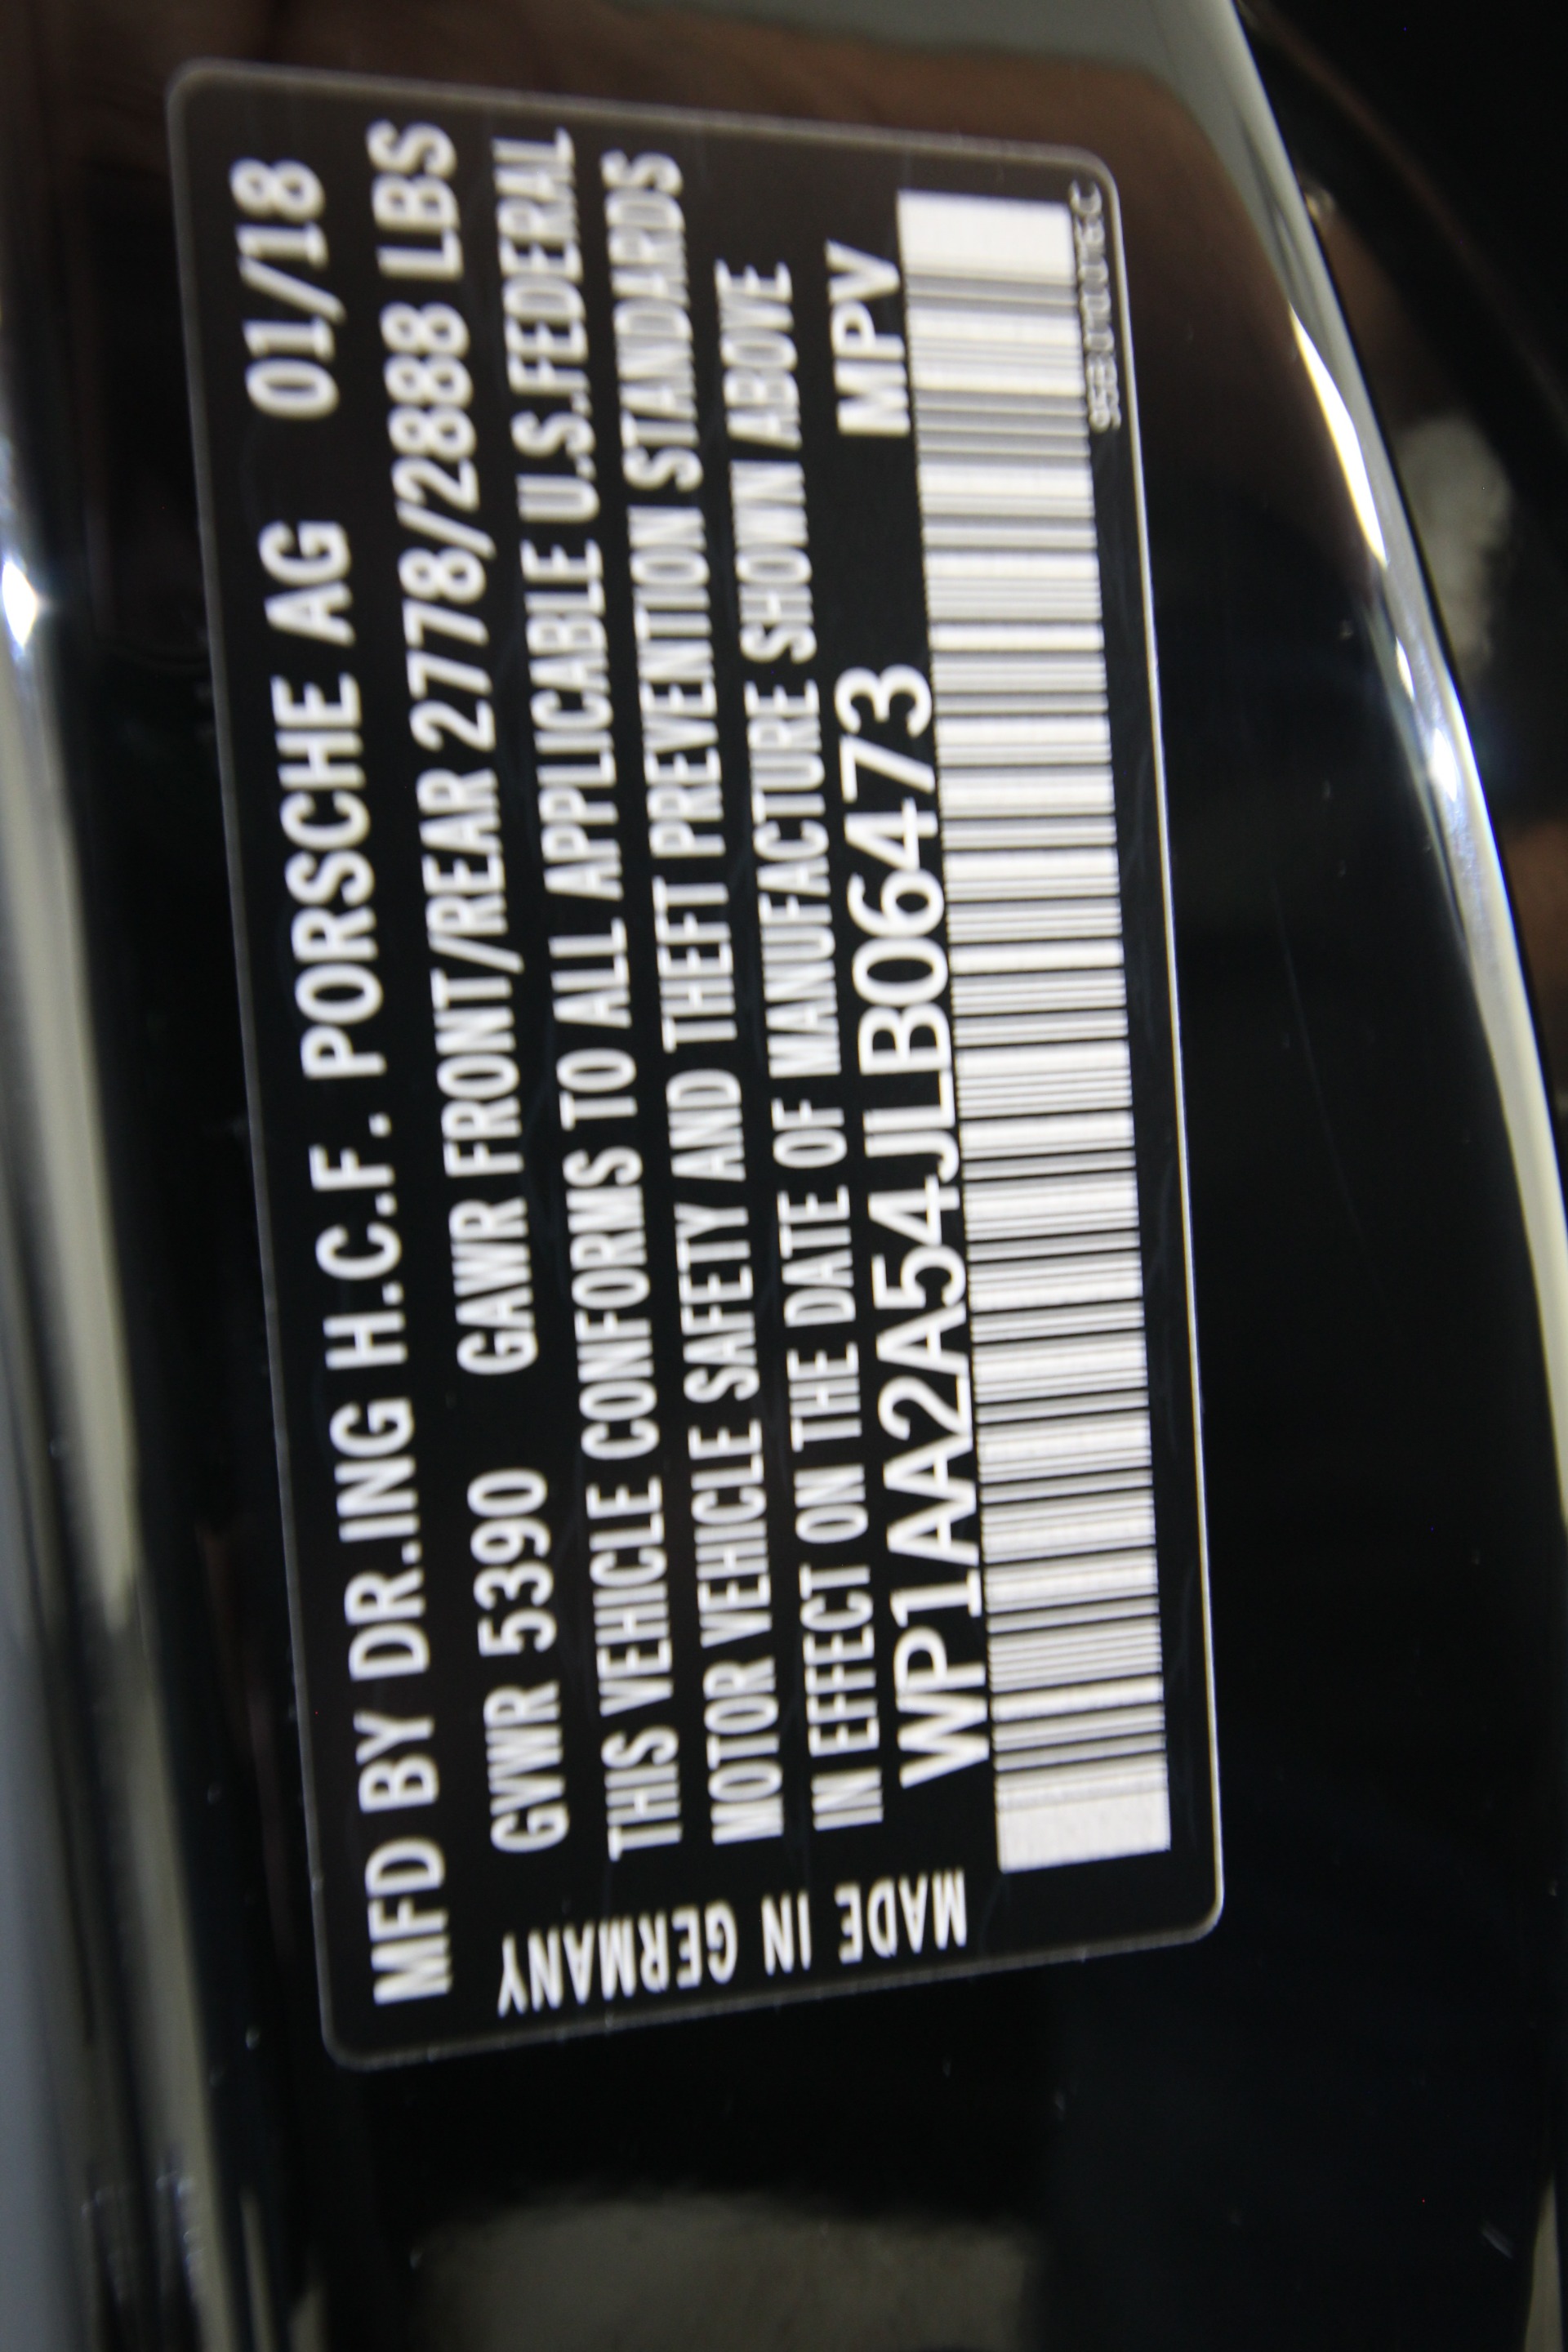 MFD BY DR.ING H.C.F. PORSCHE AG 01/18
GVWR 5390 GAWR FRONT/REAR 2778/2888 LBS
THIS VEHICLE CONFORMS TO ALL APPLICABLE U.S.FEDERAL
MOTOR VEHICLE SAFETY AND THEFT PREVENTION STANDARDS
IN EFFECT ON THE DATE OF MANUFACTURE SHOWN ABOVE
WP1AA2A54JLB06473 MPV
MADE IN GERMANY